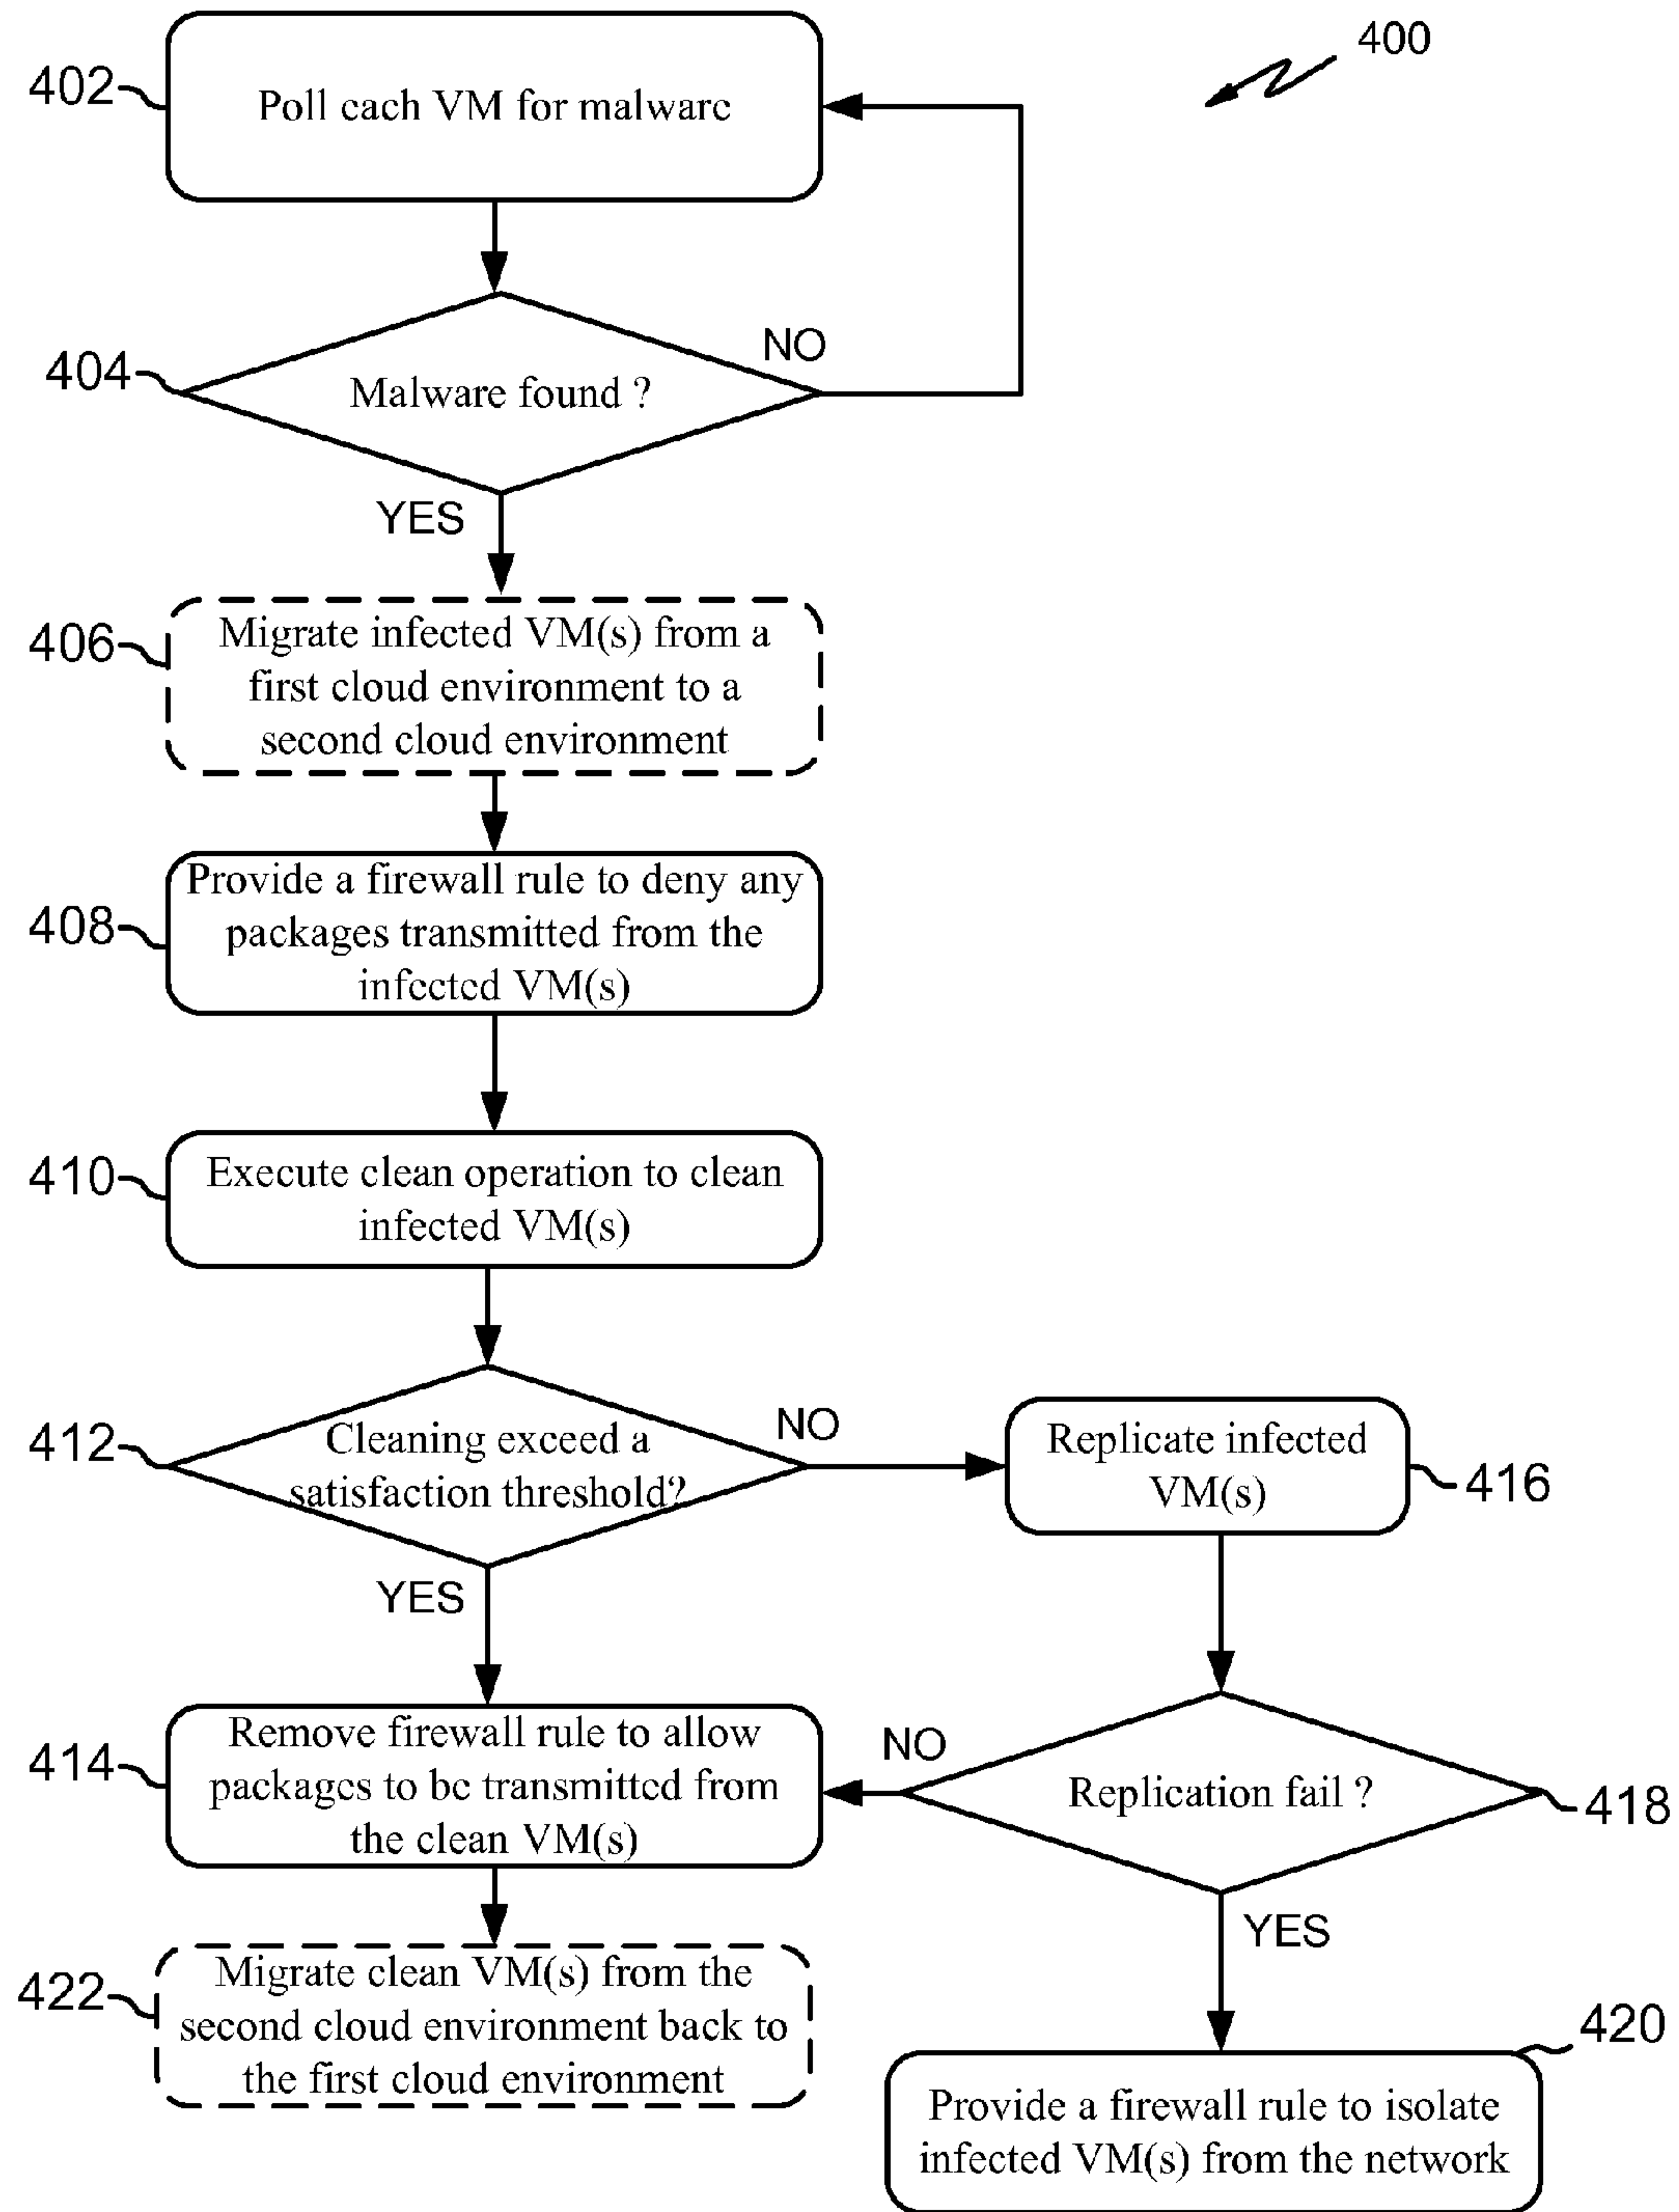 400
402
Poll each VM for malware
404
Malware found ?
NO
YES
406
Migrate infected VM(s) from a
first cloud environment to a
second cloud environment
408
Provide a firewall rule to deny any
packages transmitted from the
infected VM(s)
410
Execute clean operation to clean
infected VM(s)
412
Cleaning exceed a
satisfaction threshold?
NO
YES
Replicate infected
VM(s)
416
414
Remove firewall rule to allow
packages to be transmitted from
the clean VM(s)
NO
Replication fail ?
418
YES
422
Migrate clean VM(s) from the
second cloud environment back to
the first cloud environment
420
Provide a firewall rule to isolate
infected VM(s) from the network